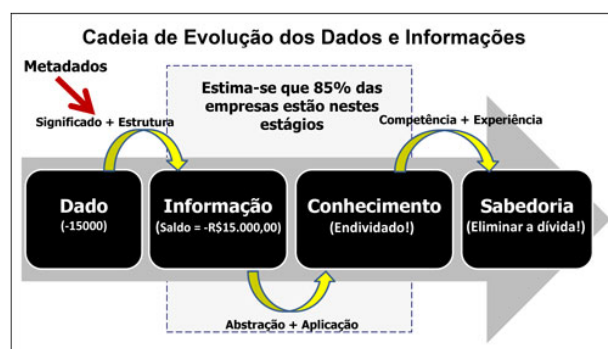 Cadeia de Evolução dos Dados e Informações
Metadados
Estima-se que 85% das
empresas estão nestes
estágios
Significado + Estrutura
Competência + Experiência
Dado
(-15000)
Informação
(Saldo = -R$15.000,00)
Conhecimento
(Endividado!)
Sabedoria
(Eliminar a dívida!)
Abstração + Aplicação